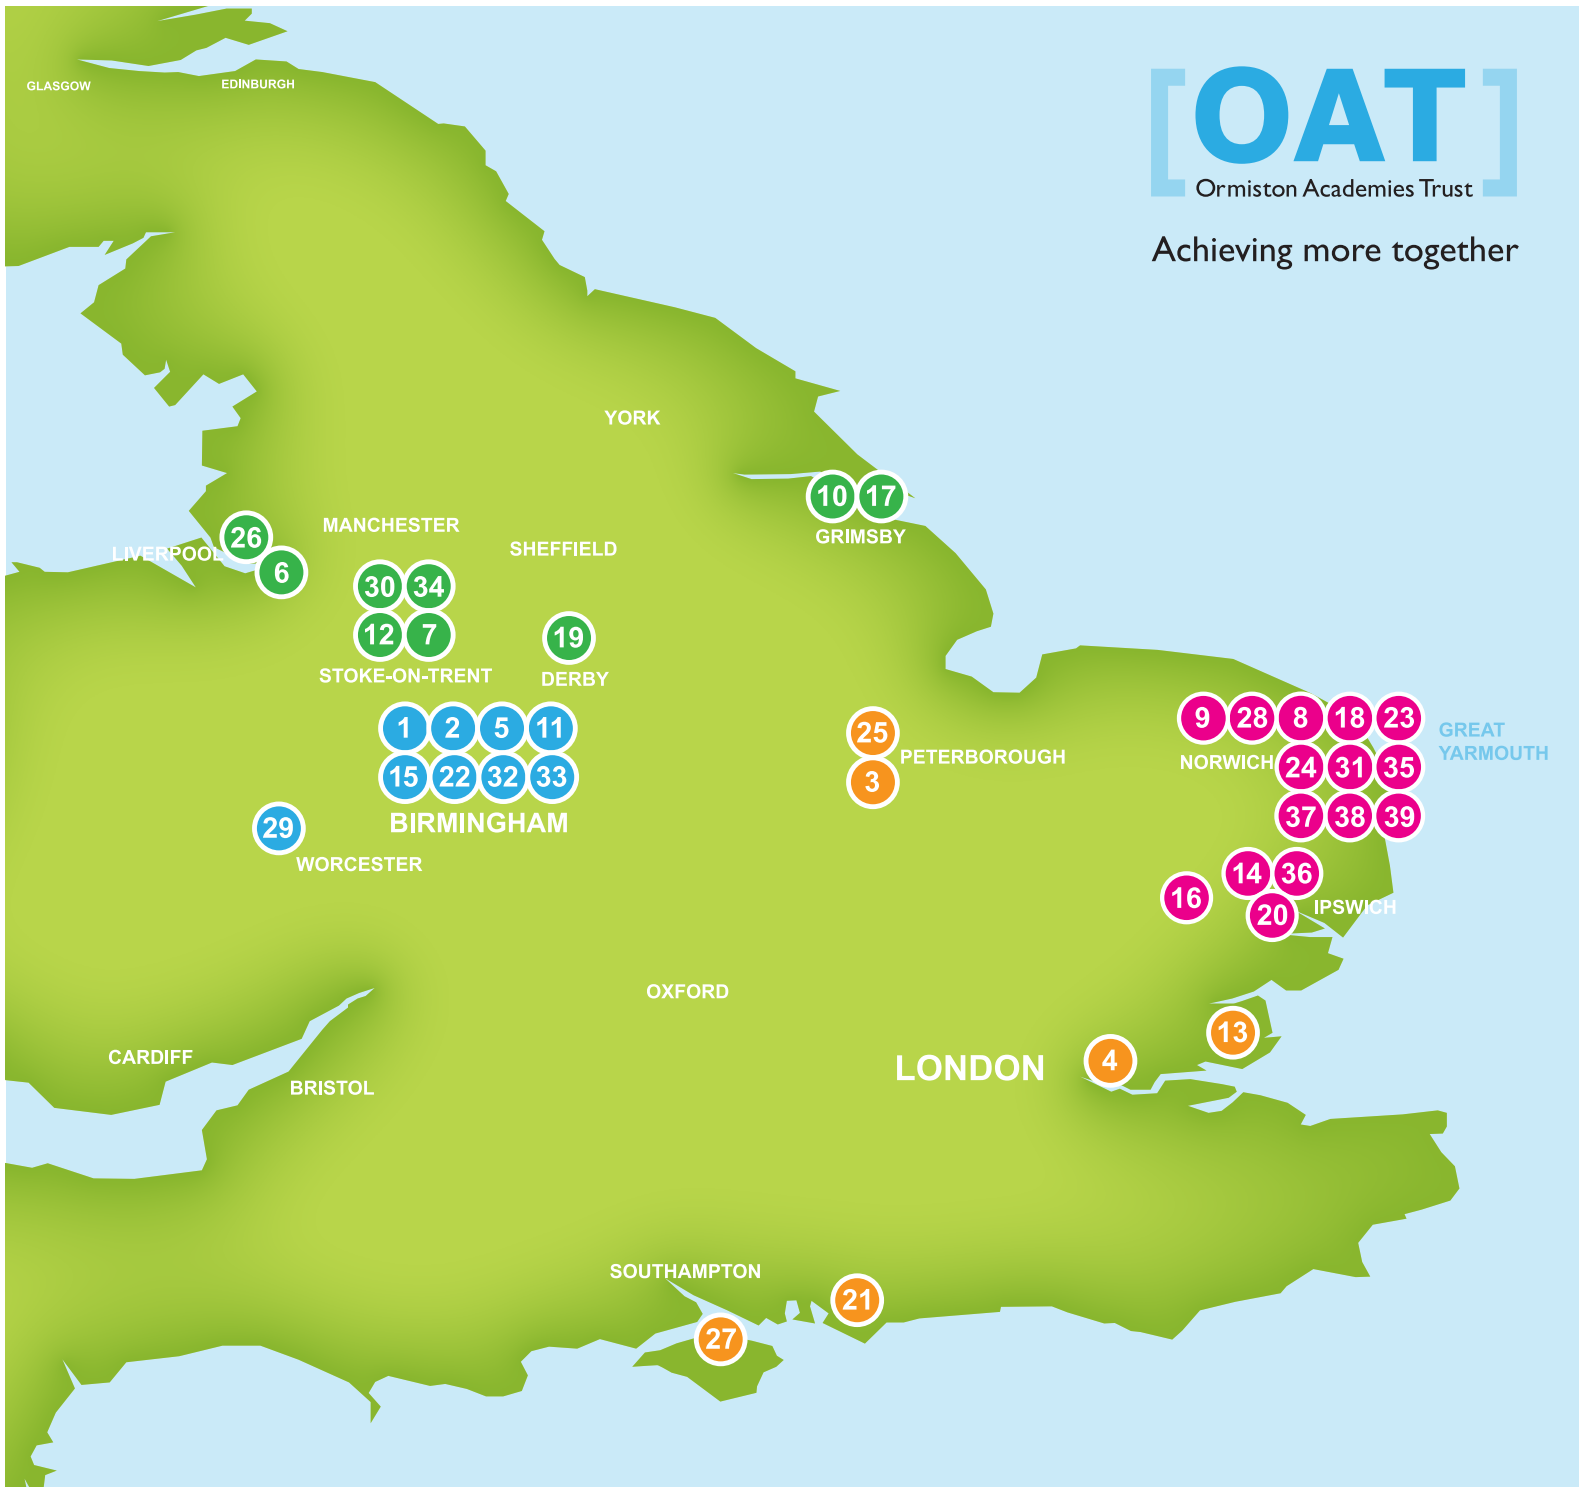 GLASGOW
EDINBURGH
[OAT]
Ormiston Academies Trust
Achieving more together
YORK
10 17
GRIMSBY
MANCHESTER
26
LIVERPOOL
6
SHEFFIELD
30 34
12 7
STOKE-ON-TRENT
19
DERBY
1 2 5 11
15 22 32 33
BIRMINGHAM
29
WORCESTER
25
PETERBOROUGH
3
9 28 8 18 23
GREAT
YARMOUTH
NORWICH
24 31 35
37 38 39
14 36
16
20
IPSWICH
OXFORD
13
LONDON
4
CARDIFF
BRISTOL
SOUTHAMPTON
21
27